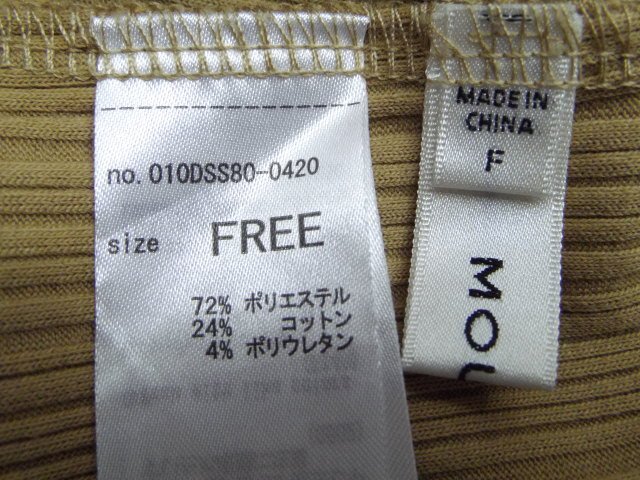 no. 010DSS80-0420
size FREE
72% ポリエステル
24% コットン
4% ポリウレタン
MADE IN
CHINA
F